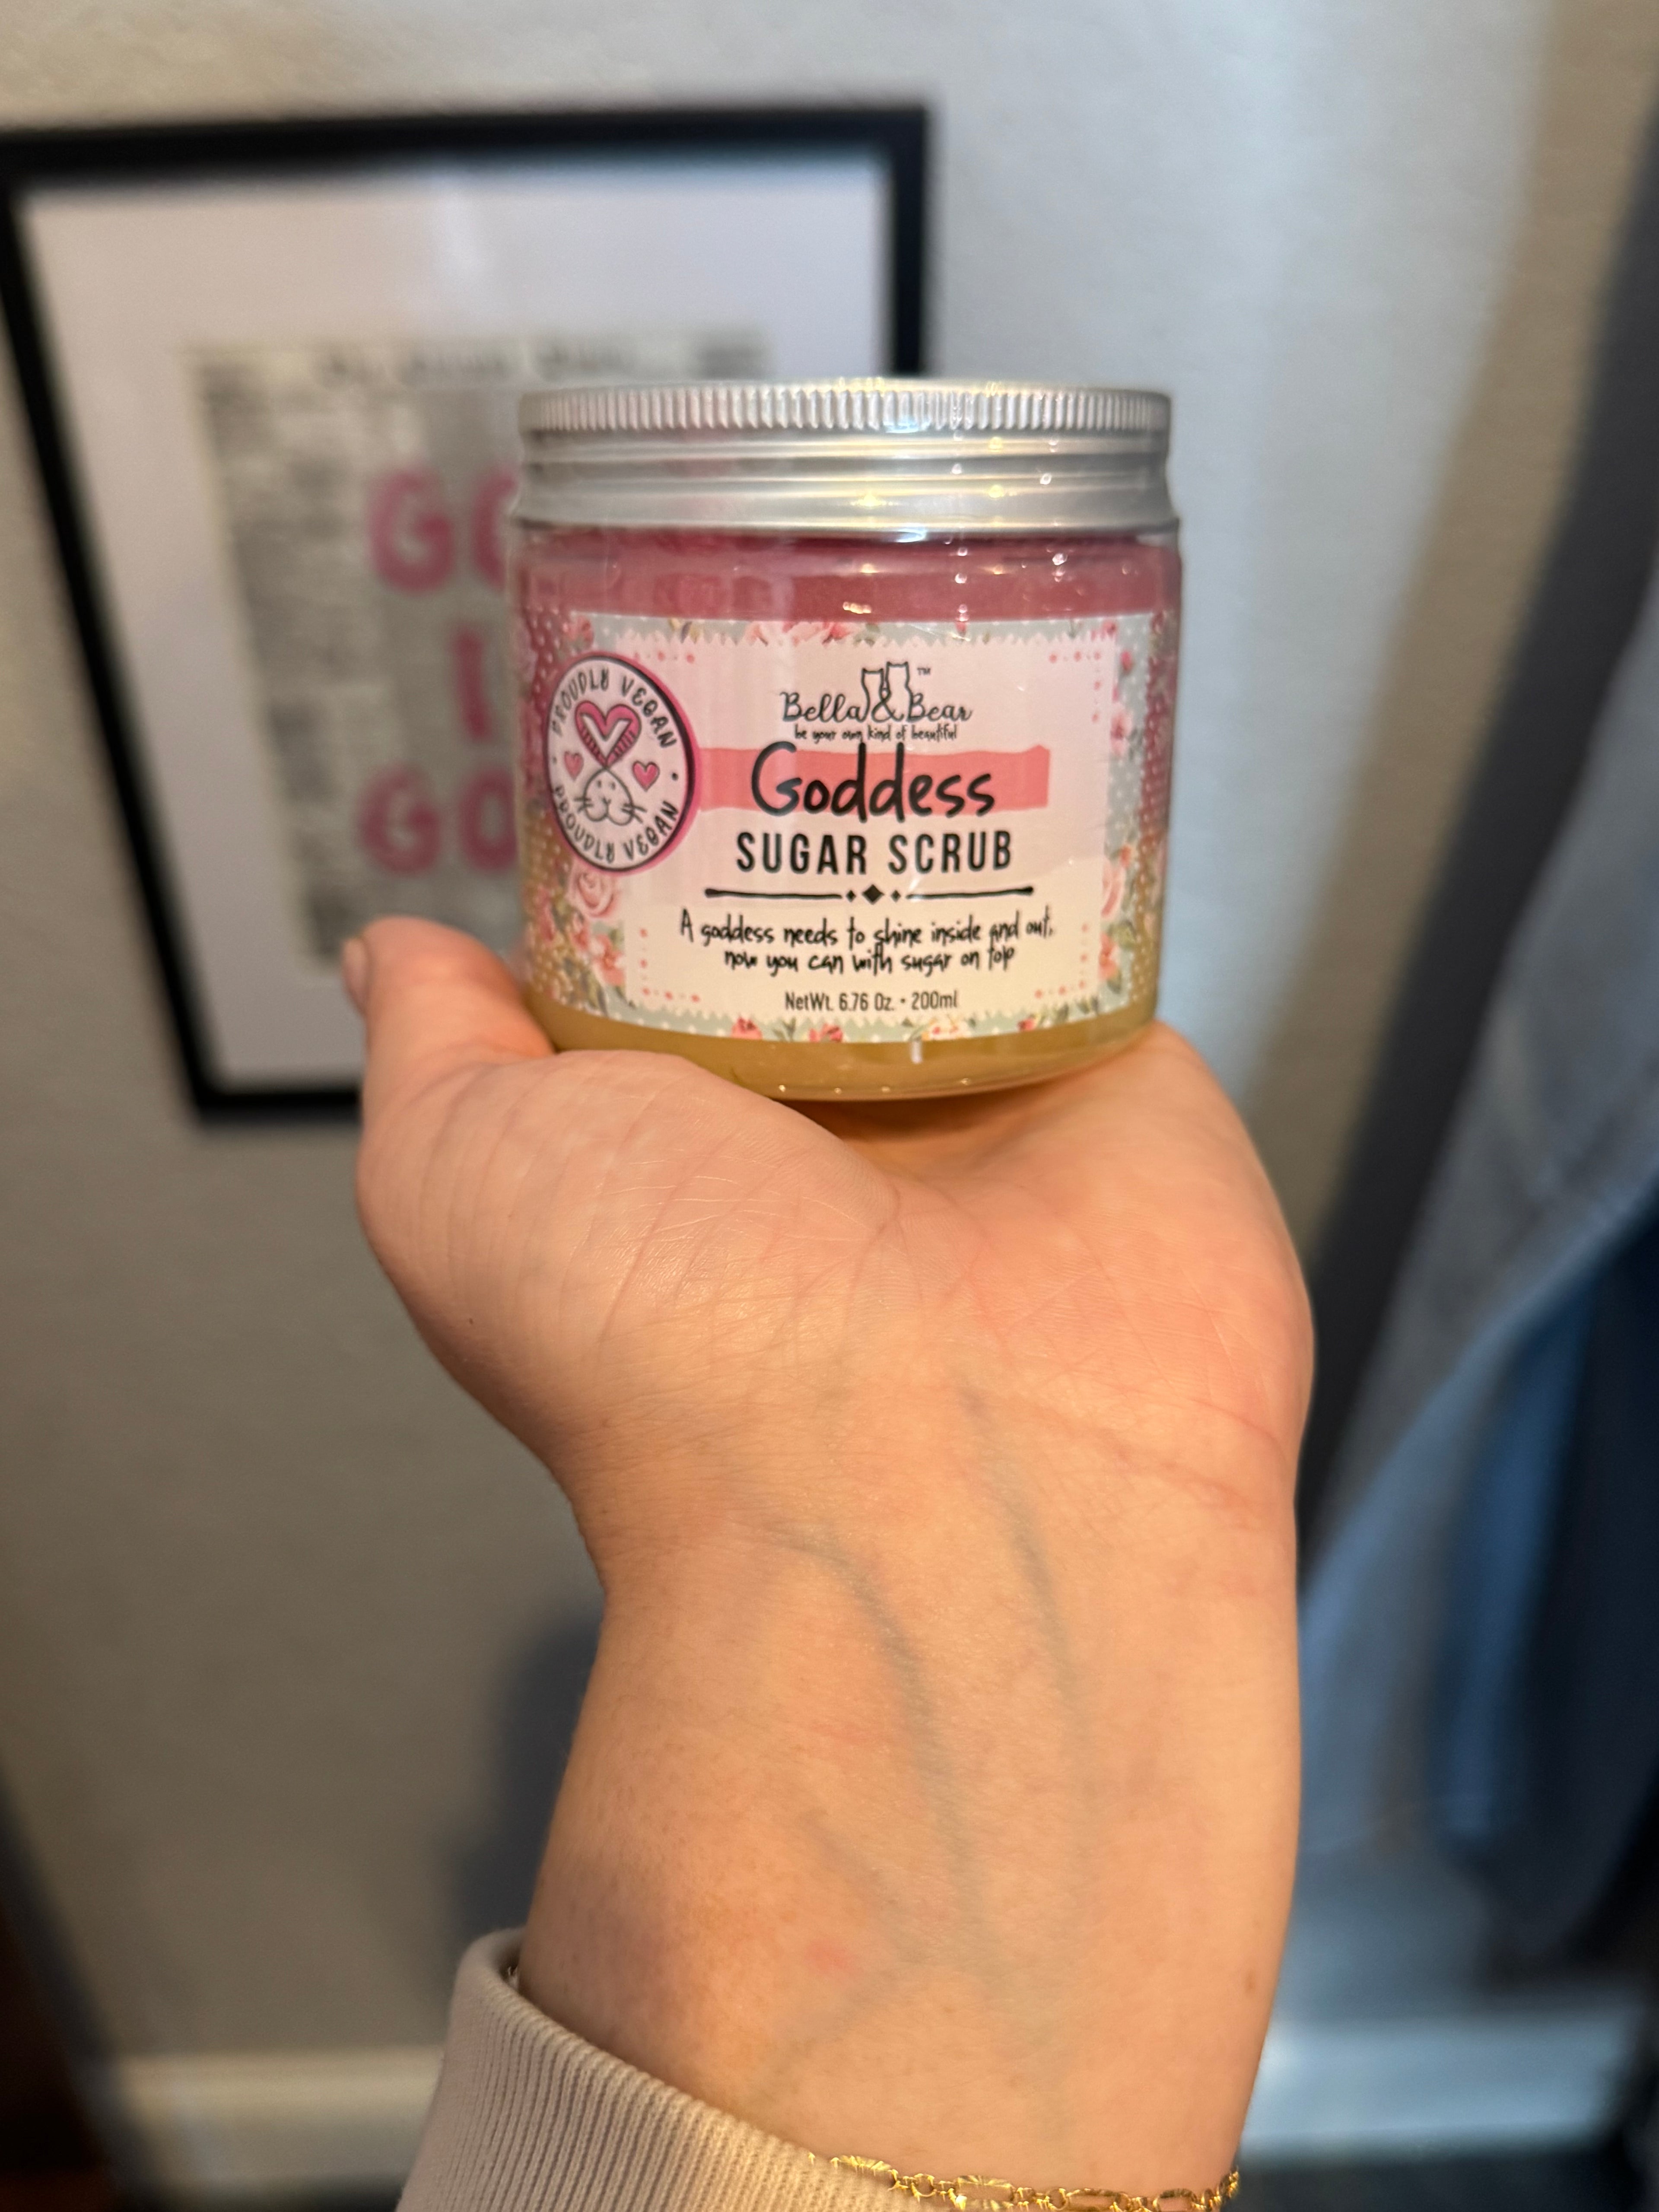 PROUDLY VEGAN
PROUDLY VEGAN
Bella & Bear™
be your own kind of beautiful
Goddess
SUGAR SCRUB
A goddess needs to shine inside and out,
now you can with sugar on top
NetWt. 6.76 Oz. • 200ml